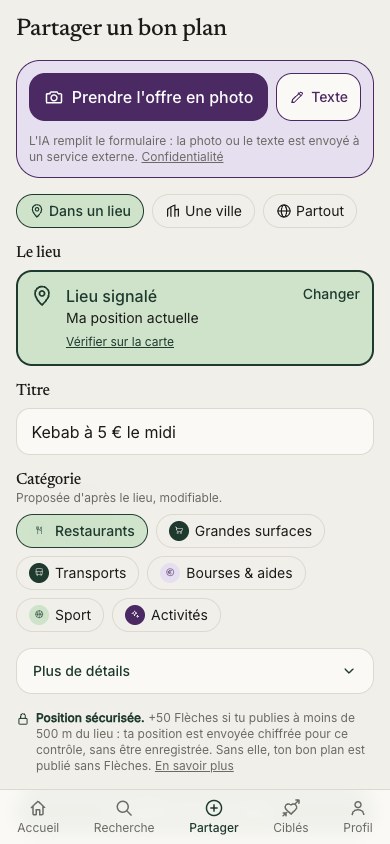 Partager un bon plan
Prendre l'offre en photo
Texte
L'IA remplit le formulaire : la photo ou le texte est envoyé à
un service externe. Confidentialité
Dans un lieu
Une ville
Partout
Le lieu
Lieu signalé
Changer
Ma position actuelle
Vérifier sur la carte
Titre
Kebab à 5 € le midi
Catégorie
Proposée d'après le lieu, modifiable.
Restaurants
Grandes surfaces
Transports
Bourses & aides
Sport
Activités
Plus de détails
Position sécurisée. +50 Flèches si tu publies à moins de
500 m du lieu : ta position est envoyée chiffrée pour ce
contrôle, sans être enregistrée. Sans elle, ton bon plan est
publié sans Flèches. En savoir plus
Accueil
Recherche
Partager
Ciblés
Profil